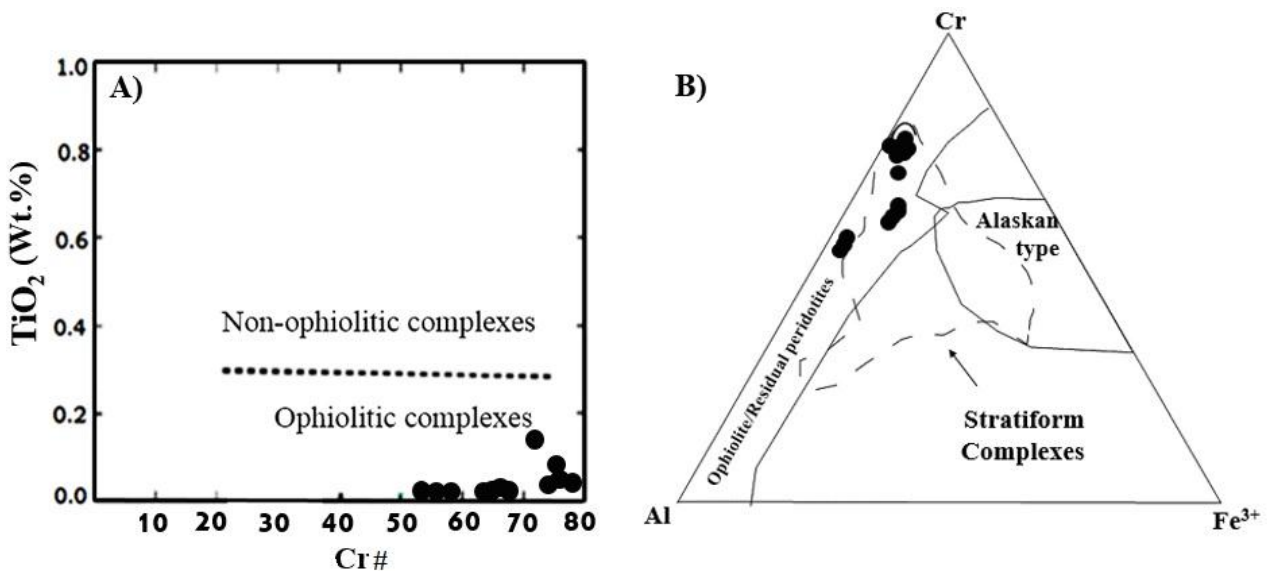 A)
TiO₂ (Wt.%)
1.0
0.8
0.6
0.4
0.2
0.0
Non-ophiolitic complexes
Ophiolitic complexes
10 20 30 40 50 60 70 80
Cr#
B)
Cr
Alaskan
type
Ophiolite/Residual peridotites
Stratiform
Complexes
Al
Fe³⁺